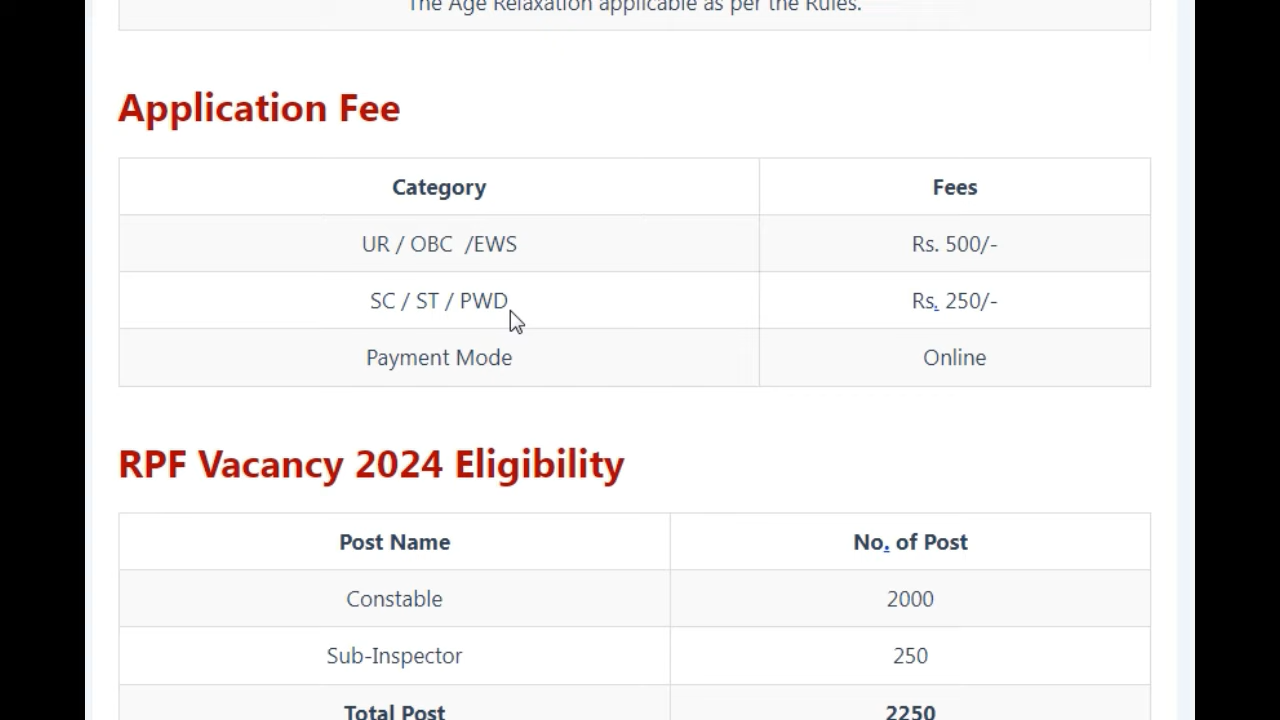 The Age Relaxation applicable as per the Rules.
Application Fee
Category Fees
UR / OBC /EWS Rs. 500/-
SC / ST / PWD Rs. 250/-
Payment Mode Online
RPF Vacancy 2024 Eligibility
Post Name No. of Post
Constable 2000
Sub-Inspector 250
Total Post 2250